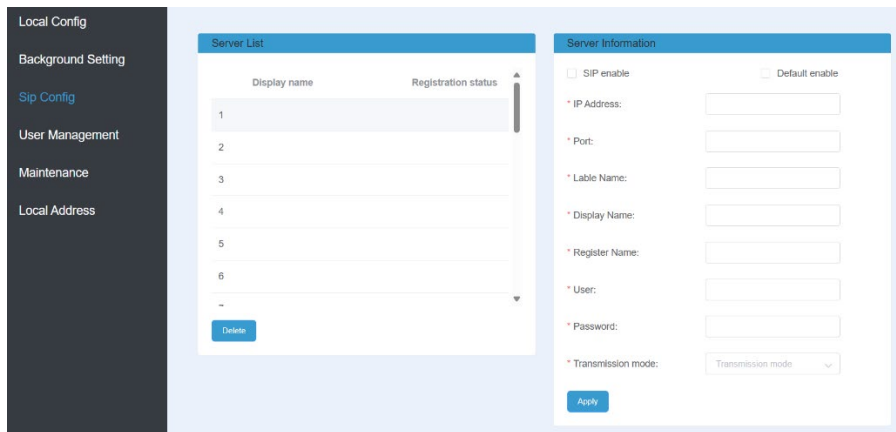 Local Config
Background Setting
Sip Config
User Management
Maintenance
Local Address
Server List
Display name Registration status
1
2
3
4
5
6
Delete
Server Information
SIP enable Default enable
* IP Address:
* Port:
* Lable Name:
* Display Name:
* Register Name:
* User:
* Password:
* Transmission mode: Transmission mode
Apply